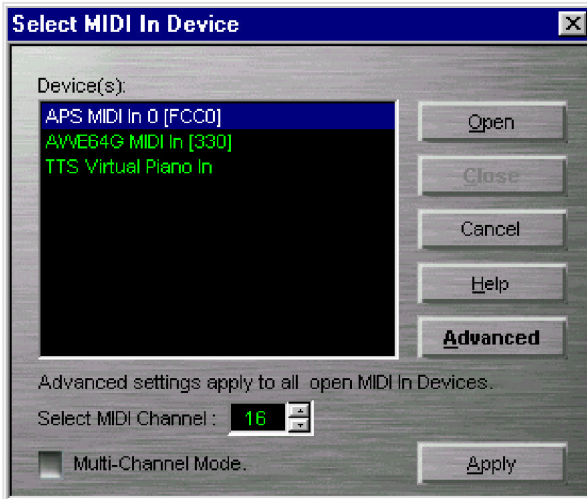 Select MIDI In Device
Device(s):
APS MIDI In 0 [FCC0]
AWE64G MIDI In [330]
TTS Virtual Piano In
Open
Close
Cancel
Help
Advanced
Advanced settings apply to all open MIDI In Devices.
Select MIDI Channel : 16
Multi-Channel Mode.
Apply